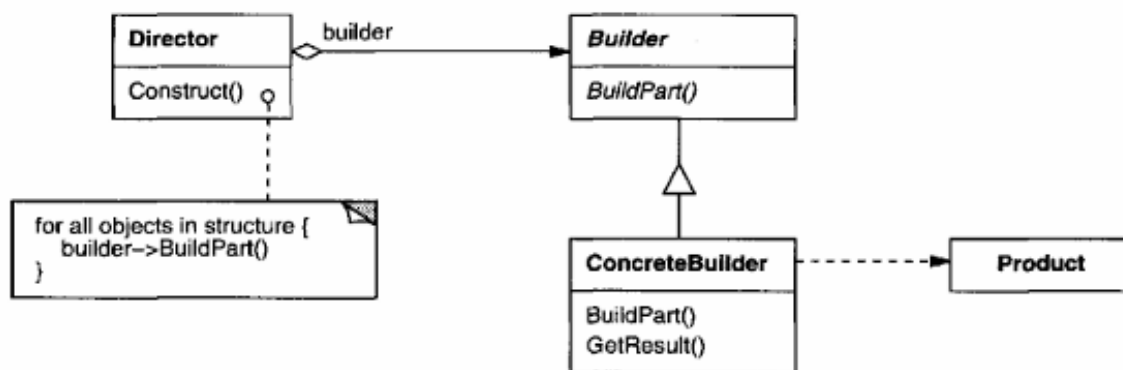 Director
builder
Builder
Construct()
BuildPart()
for all objects in structure {
builder->BuildPart()
}
ConcreteBuilder
Product
BuildPart()
GetResult()